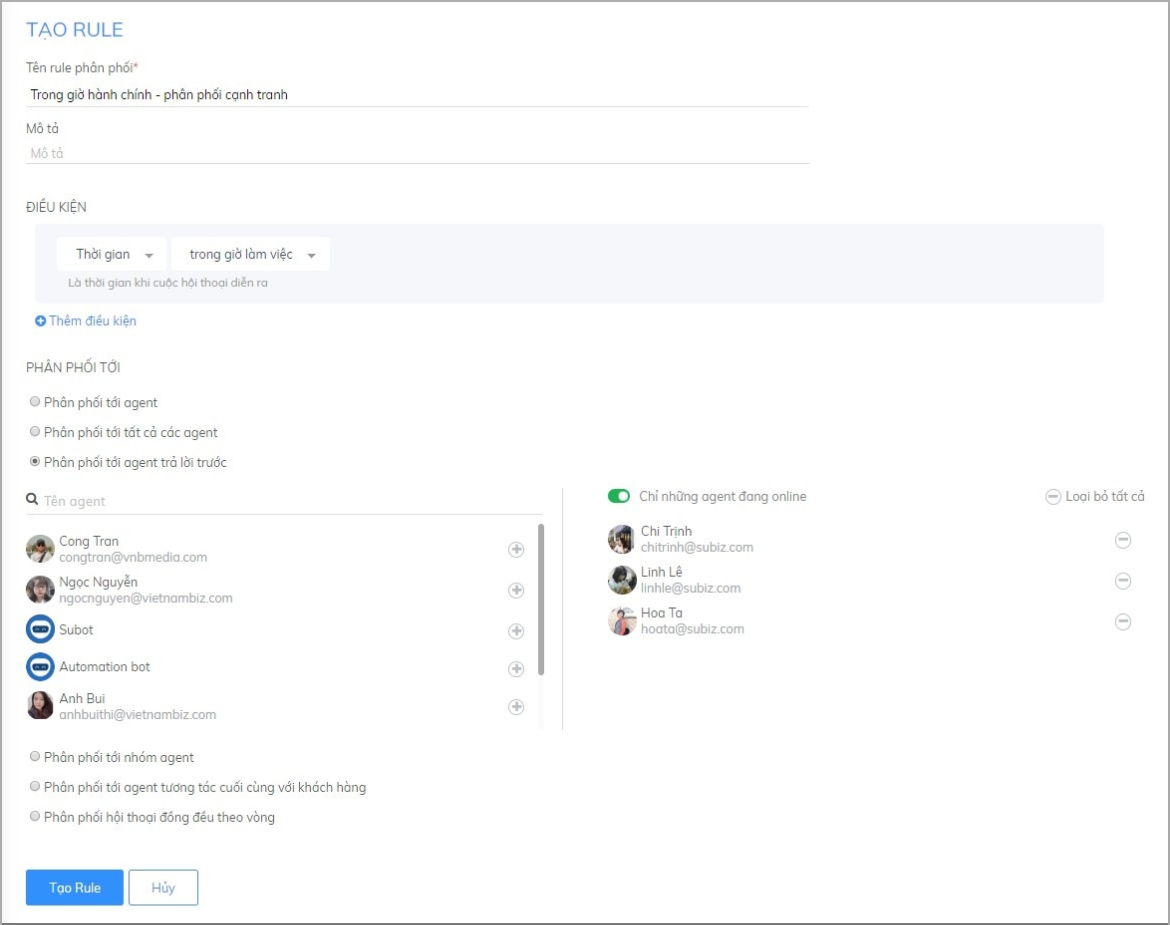 TẠO RULE
Tên rule phân phối*
Trong giờ hành chính - phân phối cạnh tranh
Mô tả
Mô tả
ĐIỀU KIỆN
Thời gian
trong giờ làm việc
Là thời gian khi cuộc hội thoại diễn ra
Thêm điều kiện
PHÂN PHỐI TỚI
Phân phối tới agent
Phân phối tới tất cả các agent
Phân phối tới agent trả lời trước
Tên agent
Cong Tran
congtran@vnbmedia.com
Ngọc Nguyễn
ngocnguyen@vietnambiz.com
Subot
Automation bot
Anh Bui
anhbuithi@vietnambiz.com
Chỉ những agent đang online
Loại bỏ tất cả
Chi Trịnh
chitrinh@subiz.com
Linh Lê
linhle@subiz.com
Hoa Ta
hoata@subiz.com
Phân phối tới nhóm agent
Phân phối tới agent tương tác cuối cùng với khách hàng
Phân phối hội thoại đồng đều theo vòng
Tạo Rule
Hủy